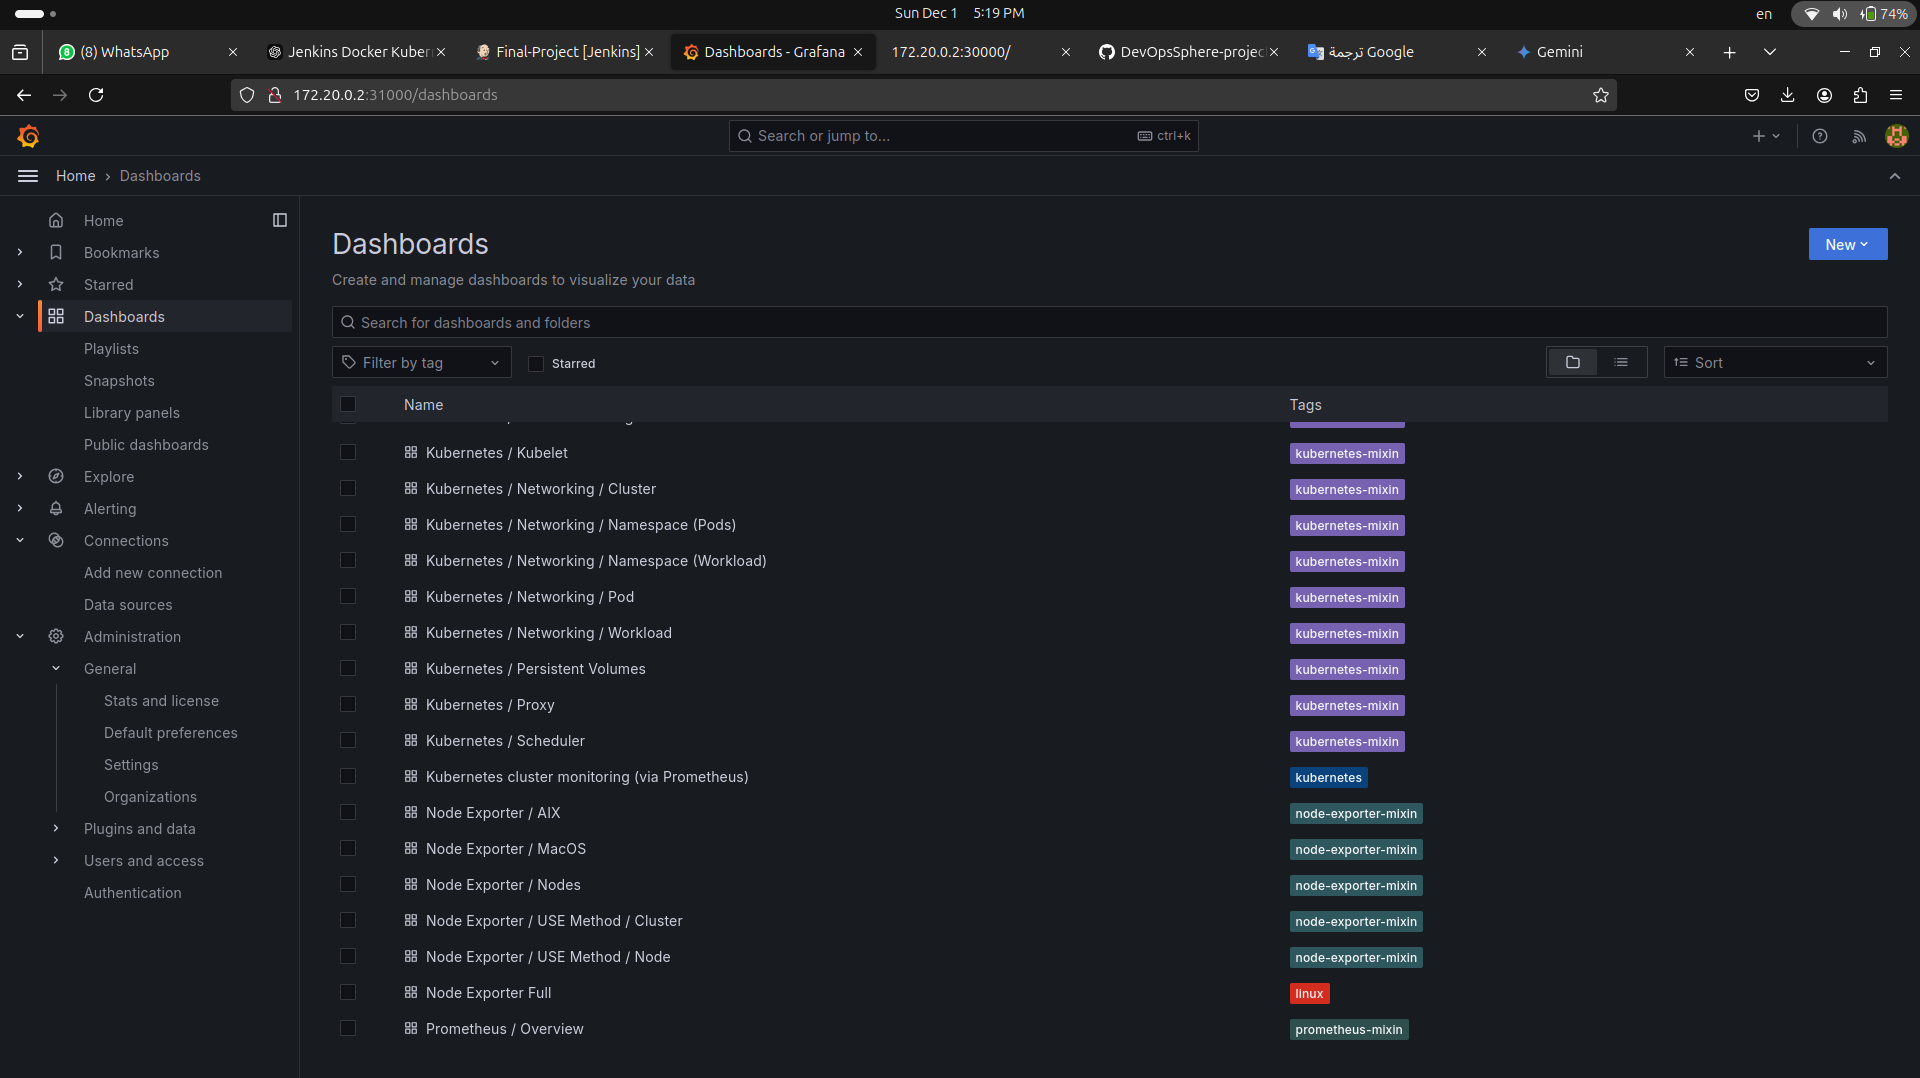 Sun Dec 1 5:19 PM
en
74%
(8) WhatsApp
Jenkins Docker Kuber
Final-Project [Jenkins]
Dashboards - Grafana
172.20.0.2:30000/
DevOpsSphere-projec
ترجمة Google
Gemini
172.20.0.2:31000/dashboards
Search or jump to...
ctrl+k
Home › Dashboards
Home
Bookmarks
Starred
Dashboards
Playlists
Snapshots
Library panels
Public dashboards
Explore
Alerting
Connections
Add new connection
Data sources
Administration
General
Stats and license
Default preferences
Settings
Organizations
Plugins and data
Users and access
Authentication
Dashboards
New
Create and manage dashboards to visualize your data
Search for dashboards and folders
Filter by tag
Starred
Sort
Name Tags
Kubernetes / Kubelet kubernetes-mixin
Kubernetes / Networking / Cluster kubernetes-mixin
Kubernetes / Networking / Namespace (Pods) kubernetes-mixin
Kubernetes / Networking / Namespace (Workload) kubernetes-mixin
Kubernetes / Networking / Pod kubernetes-mixin
Kubernetes / Networking / Workload kubernetes-mixin
Kubernetes / Persistent Volumes kubernetes-mixin
Kubernetes / Proxy kubernetes-mixin
Kubernetes / Scheduler kubernetes-mixin
Kubernetes cluster monitoring (via Prometheus) kubernetes
Node Exporter / AIX node-exporter-mixin
Node Exporter / MacOS node-exporter-mixin
Node Exporter / Nodes node-exporter-mixin
Node Exporter / USE Method / Cluster node-exporter-mixin
Node Exporter / USE Method / Node node-exporter-mixin
Node Exporter Full linux
Prometheus / Overview prometheus-mixin